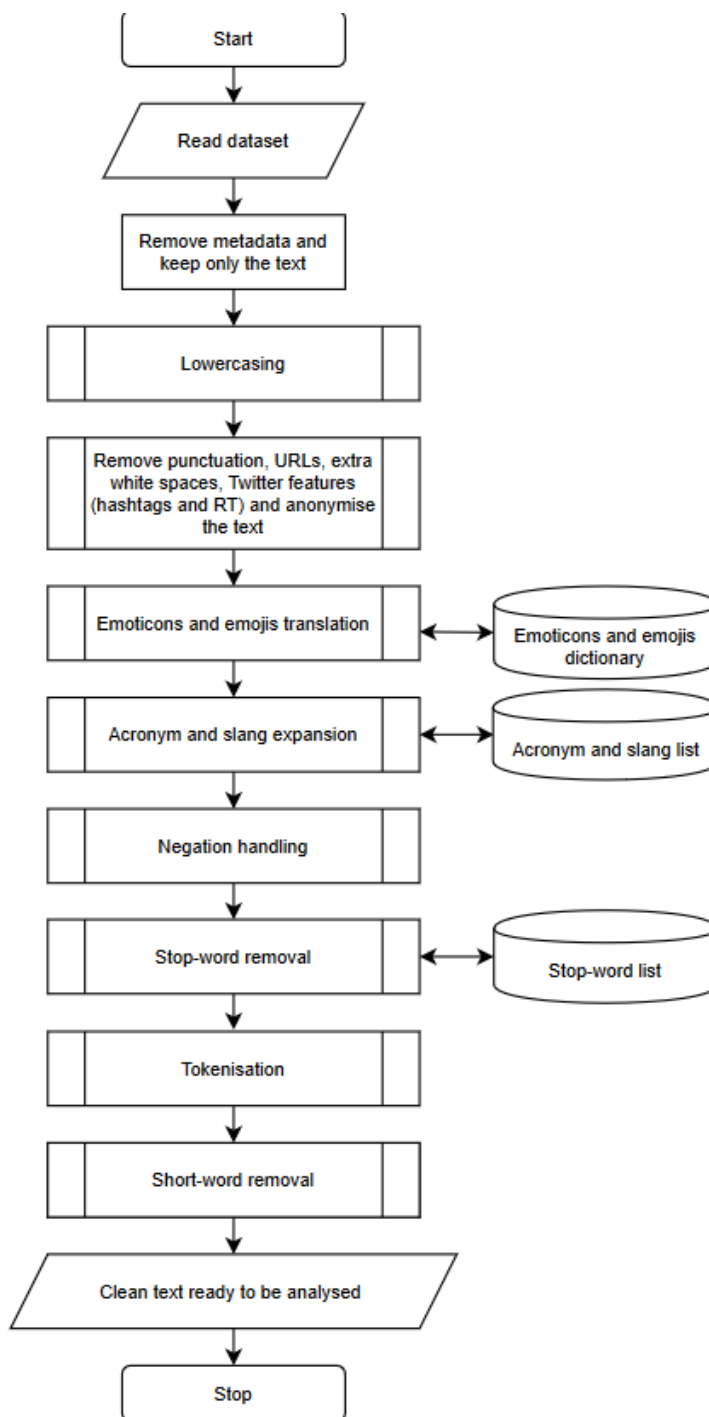 Start
Read dataset
Remove metadata and
keep only the text
Lowercasing
Remove punctuation, URLs, extra
white spaces, Twitter features
(hashtags and RT) and anonymise
the text
Emoticons and emojis translation
Emoticons and emojis
dictionary
Acronym and slang expansion
Acronym and slang list
Negation handling
Stop-word removal
Stop-word list
Tokenisation
Short-word removal
Clean text ready to be analysed
Stop